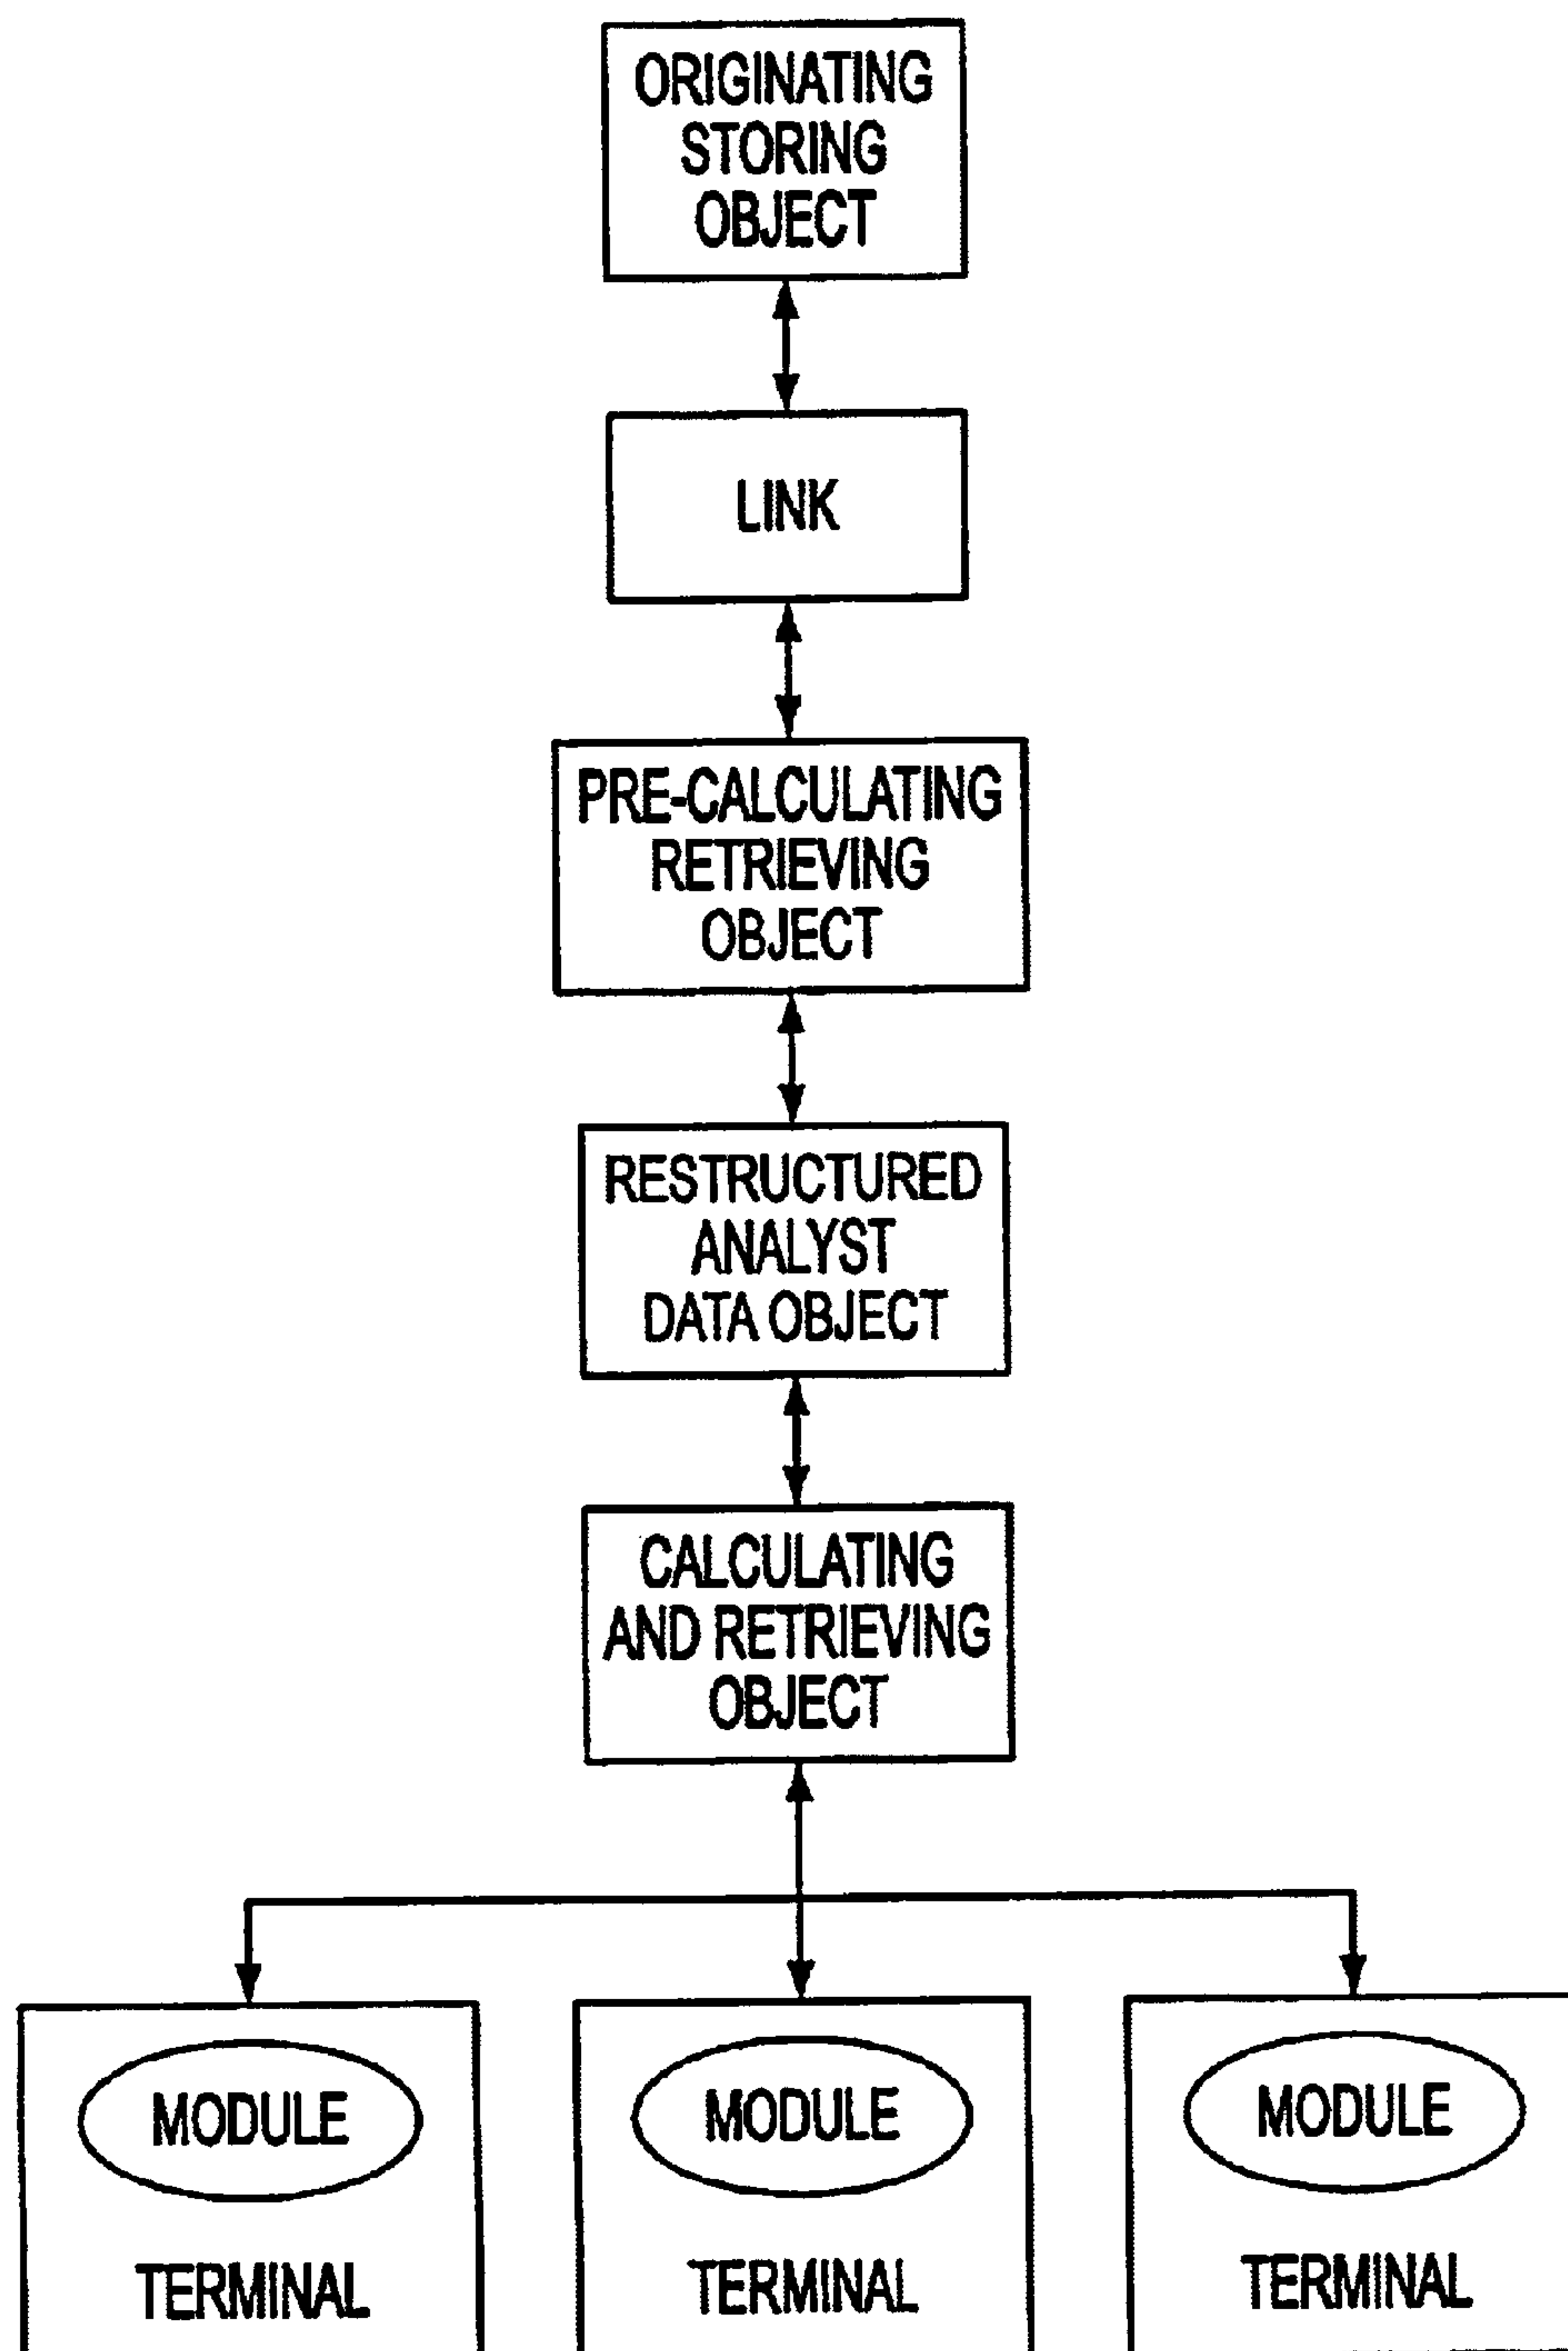 ORIGINATING
STORING
OBJECT
LINK
PRE-CALCULATING
RETRIEVING
OBJECT
RESTRUCTURED
ANALYST
DATA OBJECT
CALCULATING
AND RETRIEVING
OBJECT
MODULE
TERMINAL
MODULE
TERMINAL
MODULE
TERMINAL